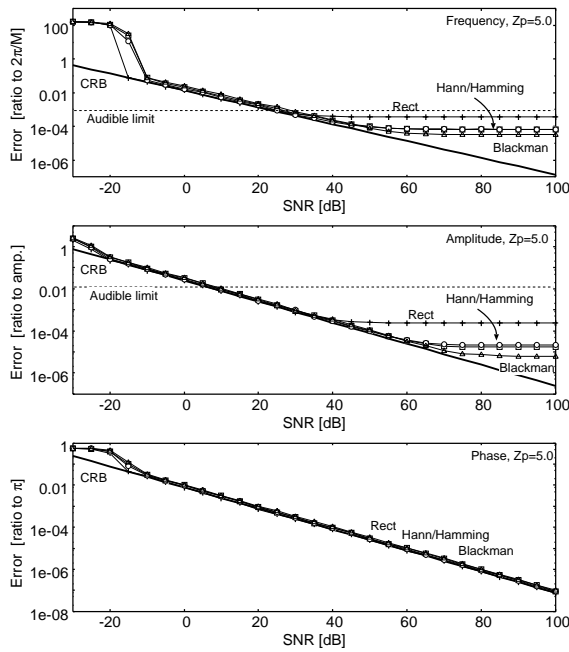 Frequency, Zp=5.0
Error [ratio to 2π/M]
100
1
0.01
1e-04
1e-06
CRB
Audible limit
Rect
Hann/Hamming
Blackman
-20
0
20
40
60
80
100
SNR [dB]
Amplitude, Zp=5.0
Error [ratio to amp.]
1
0.01
1e-04
1e-06
CRB
Audible limit
Rect
Hann/Hamming
Blackman
-20
0
20
40
60
80
100
SNR [dB]
Phase, Zp=5.0
Error [ratio to π]
1
0.01
1e-04
1e-06
1e-08
CRB
Rect
Hann/Hamming
Blackman
-20
0
20
40
60
80
100
SNR [dB]